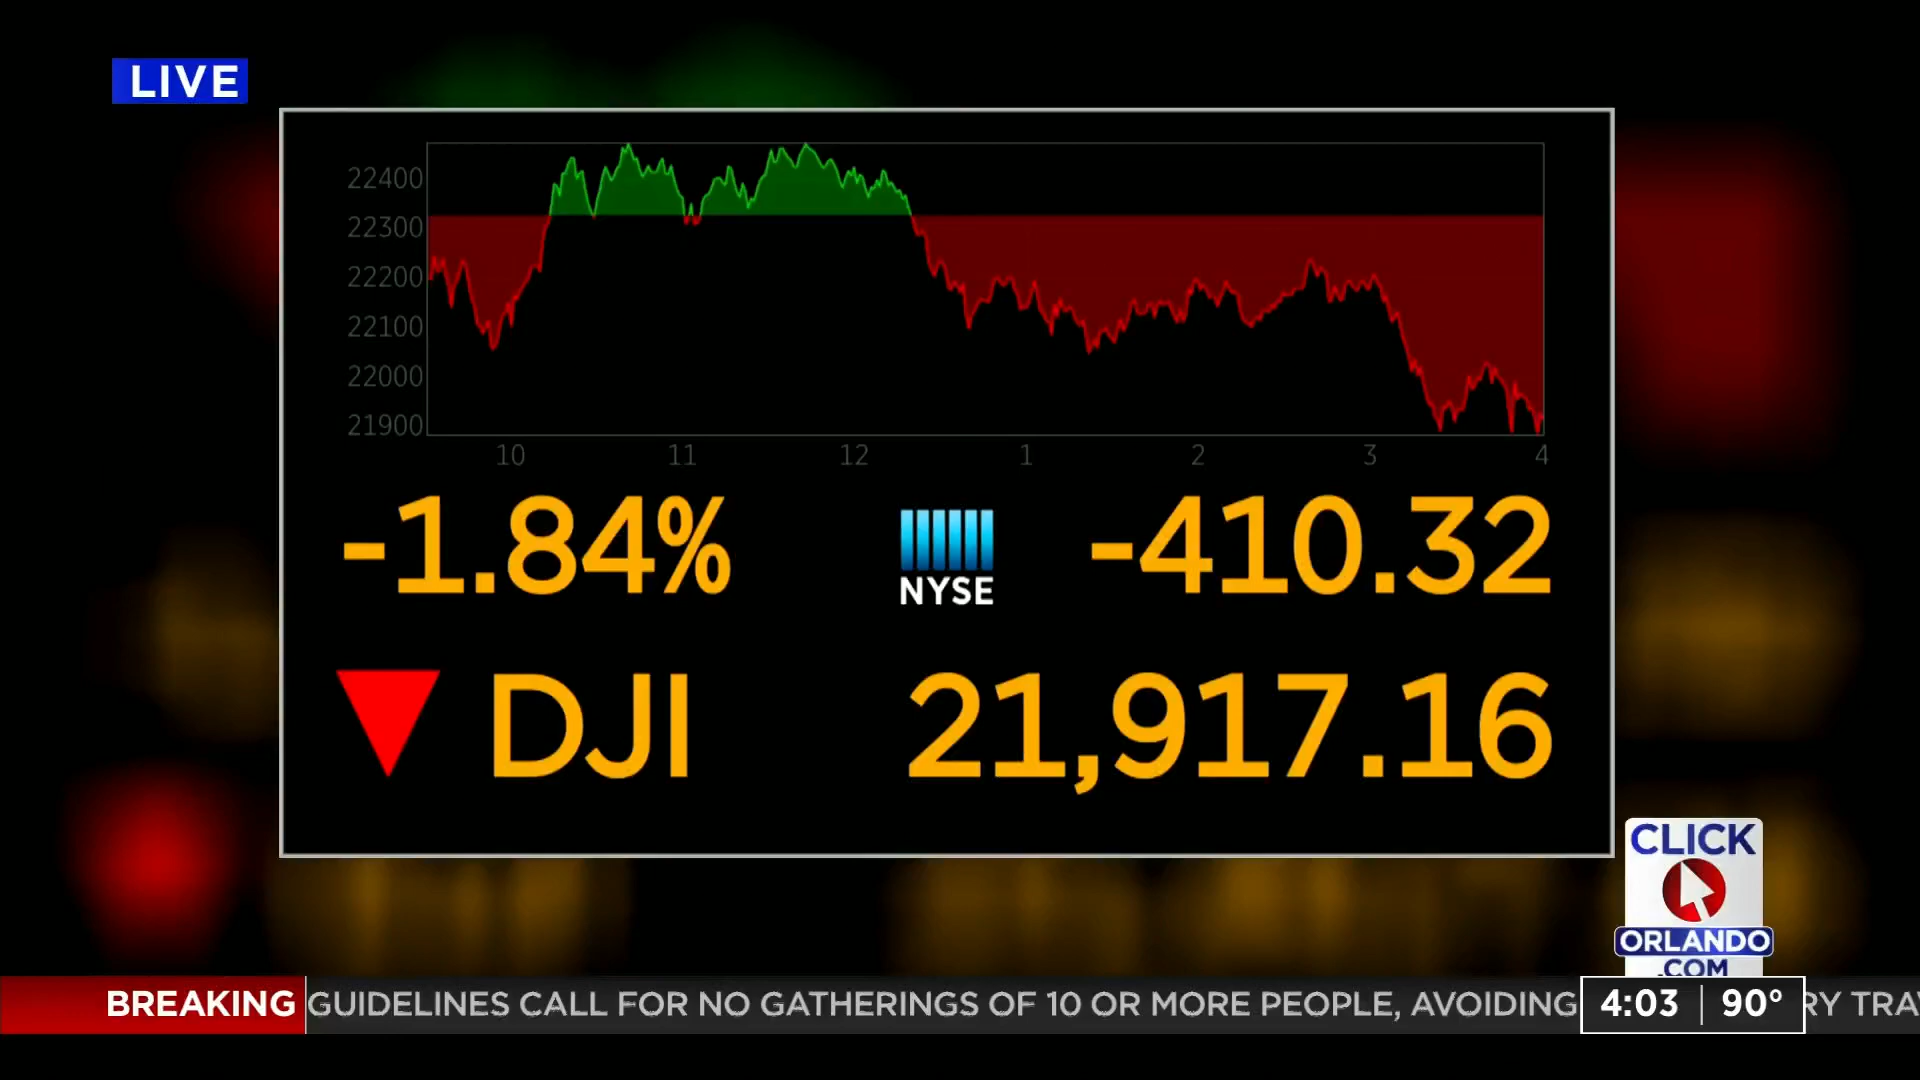 LIVE
22400
22300
22200
22100
22000
21900
10 11 12 1 2 3 4
-1.84% NYSE -410.32
DJI 21,917.16
CLICK
ORLANDO
.COM
BREAKING GUIDELINES CALL FOR NO GATHERINGS OF 10 OR MORE PEOPLE, AVOIDING
4:03 90°